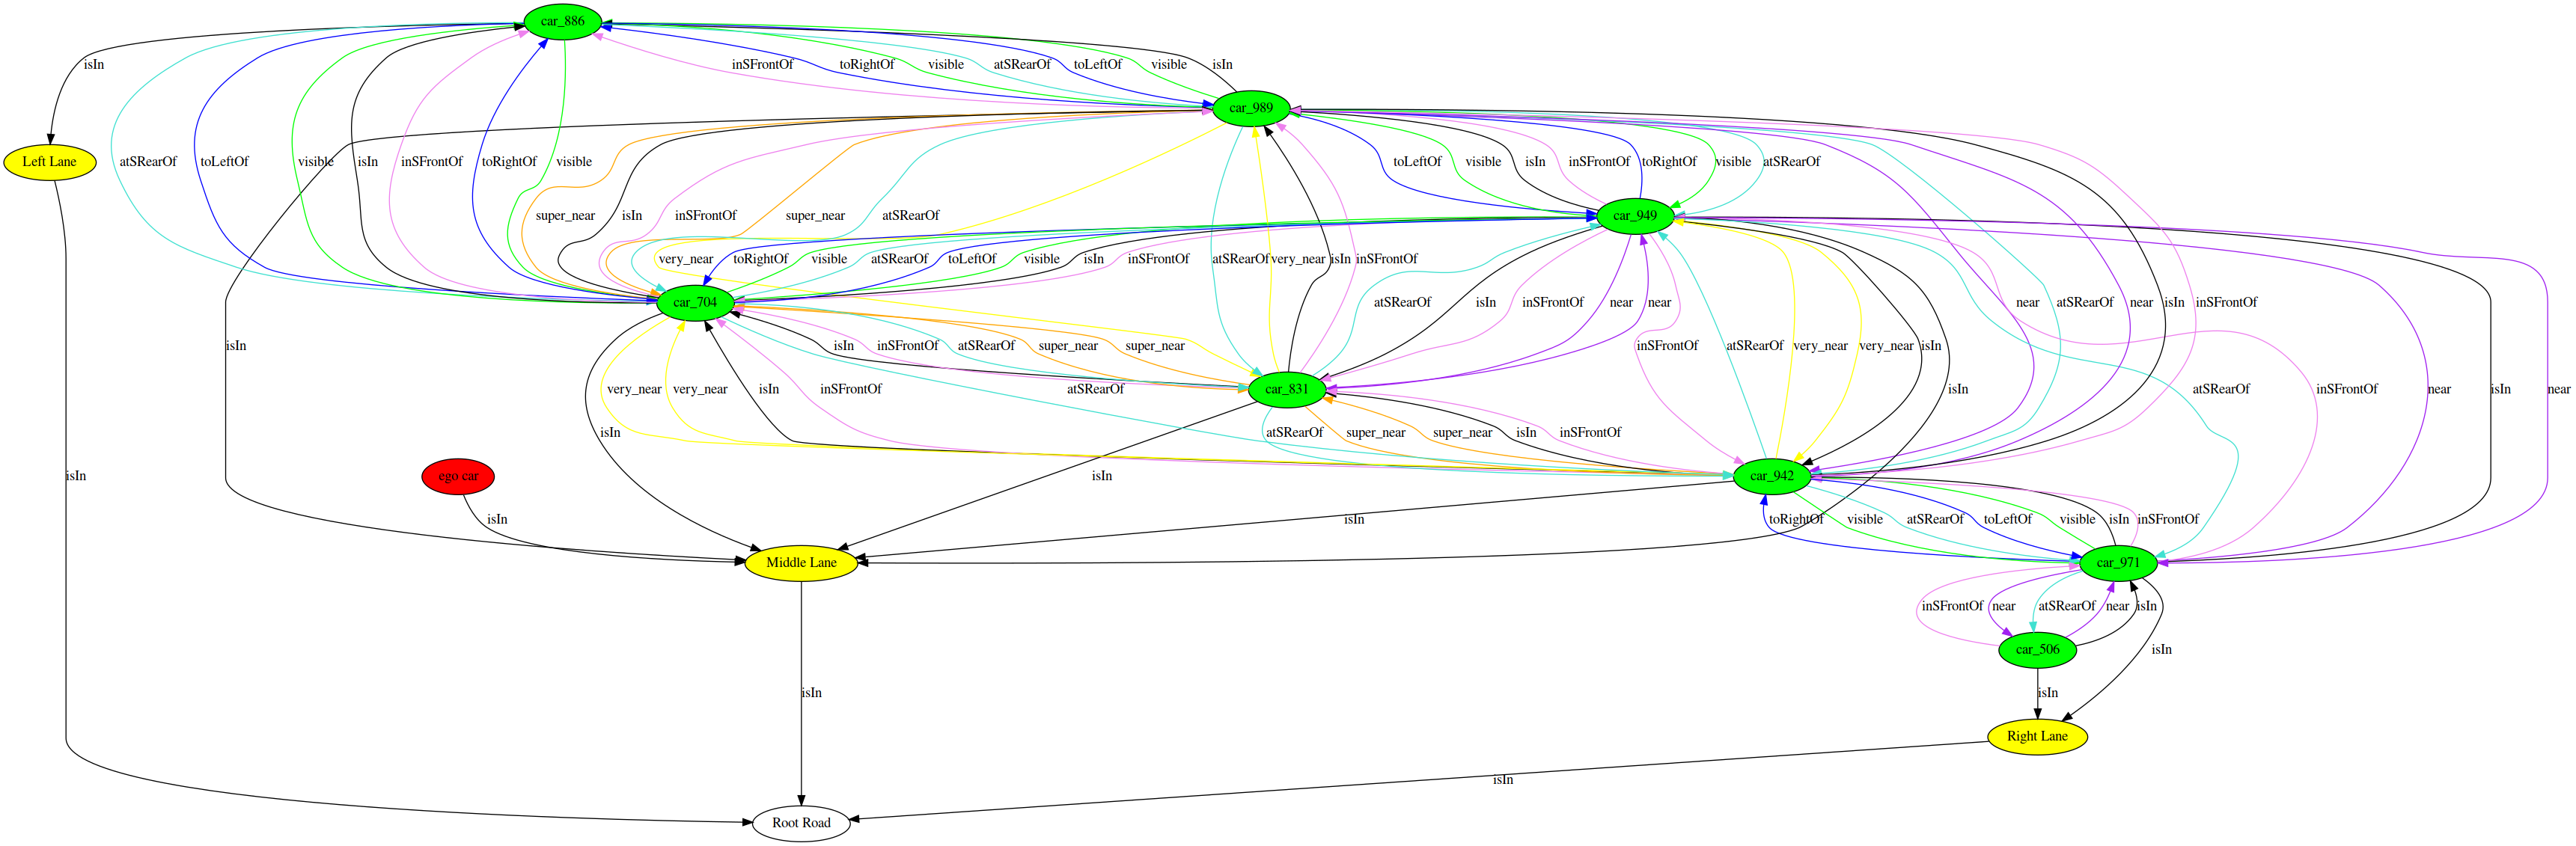 car_886
isIn inSFrontOf toRightOf visible atSRearOf toLeftOf visible isIn
car_989
Left Lane atSRearOf toLeftOf visible isIn inSFrontOf toRightOf visible toLeftOf visible isIn inSFrontOf toRightOf visible atSRearOf
super_near isIn inSFrontOf super_near atSRearOf car_949
very_near toRightOf visible atSRearOf toLeftOf visible isIn inSFrontOf atSRearOf very_near isIn inSFrontOf
car_704 atSRearOf isIn inSFrontOf near near near atSRearOf near isIn inSFrontOf
isIn isIn inSFrontOf atSRearOf super_near super_near inSFrontOf atSRearOf very_near very_near isIn
very_near very_near isIn inSFrontOf atSRearOf car_831 isIn atSRearOf inSFrontOf near isIn near
isIn atSRearOf super_near super_near isIn inSFrontOf
isIn ego car isIn car_942
isIn isIn toRightOf visible atSRearOf toLeftOf visible isIn inSFrontOf
Middle Lane car_971
inSFrontOf near atSRearOf near isIn
car_506 isIn
isIn isIn
Right Lane
isIn
Root Road